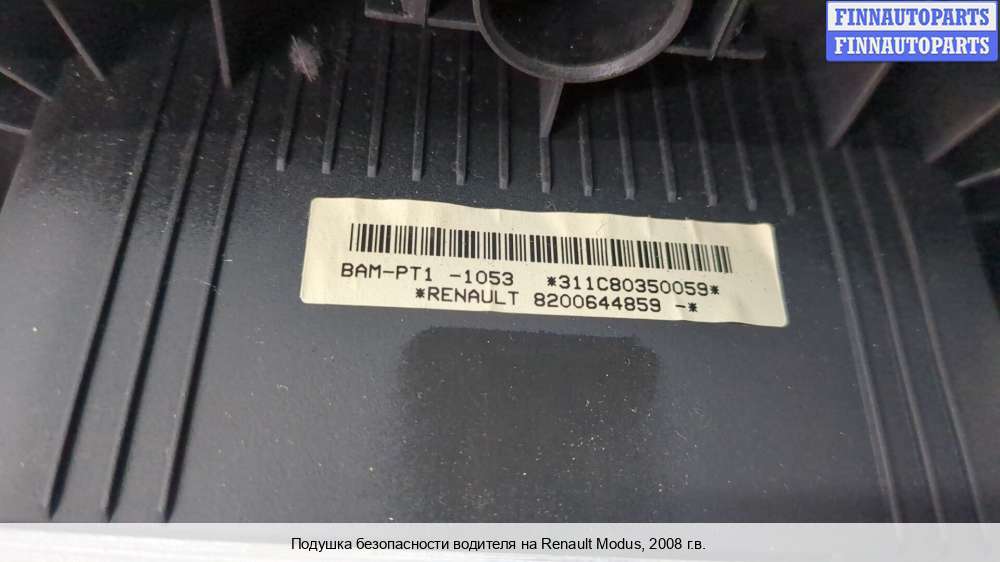 FINNAUTOPARTS
FINNAUTOPARTS
BAM-PT1 -1053 *311C80350059*
*RENAULT 8200644859 -*
Подушка безопасности водителя на Renault Modus, 2008 г.в.